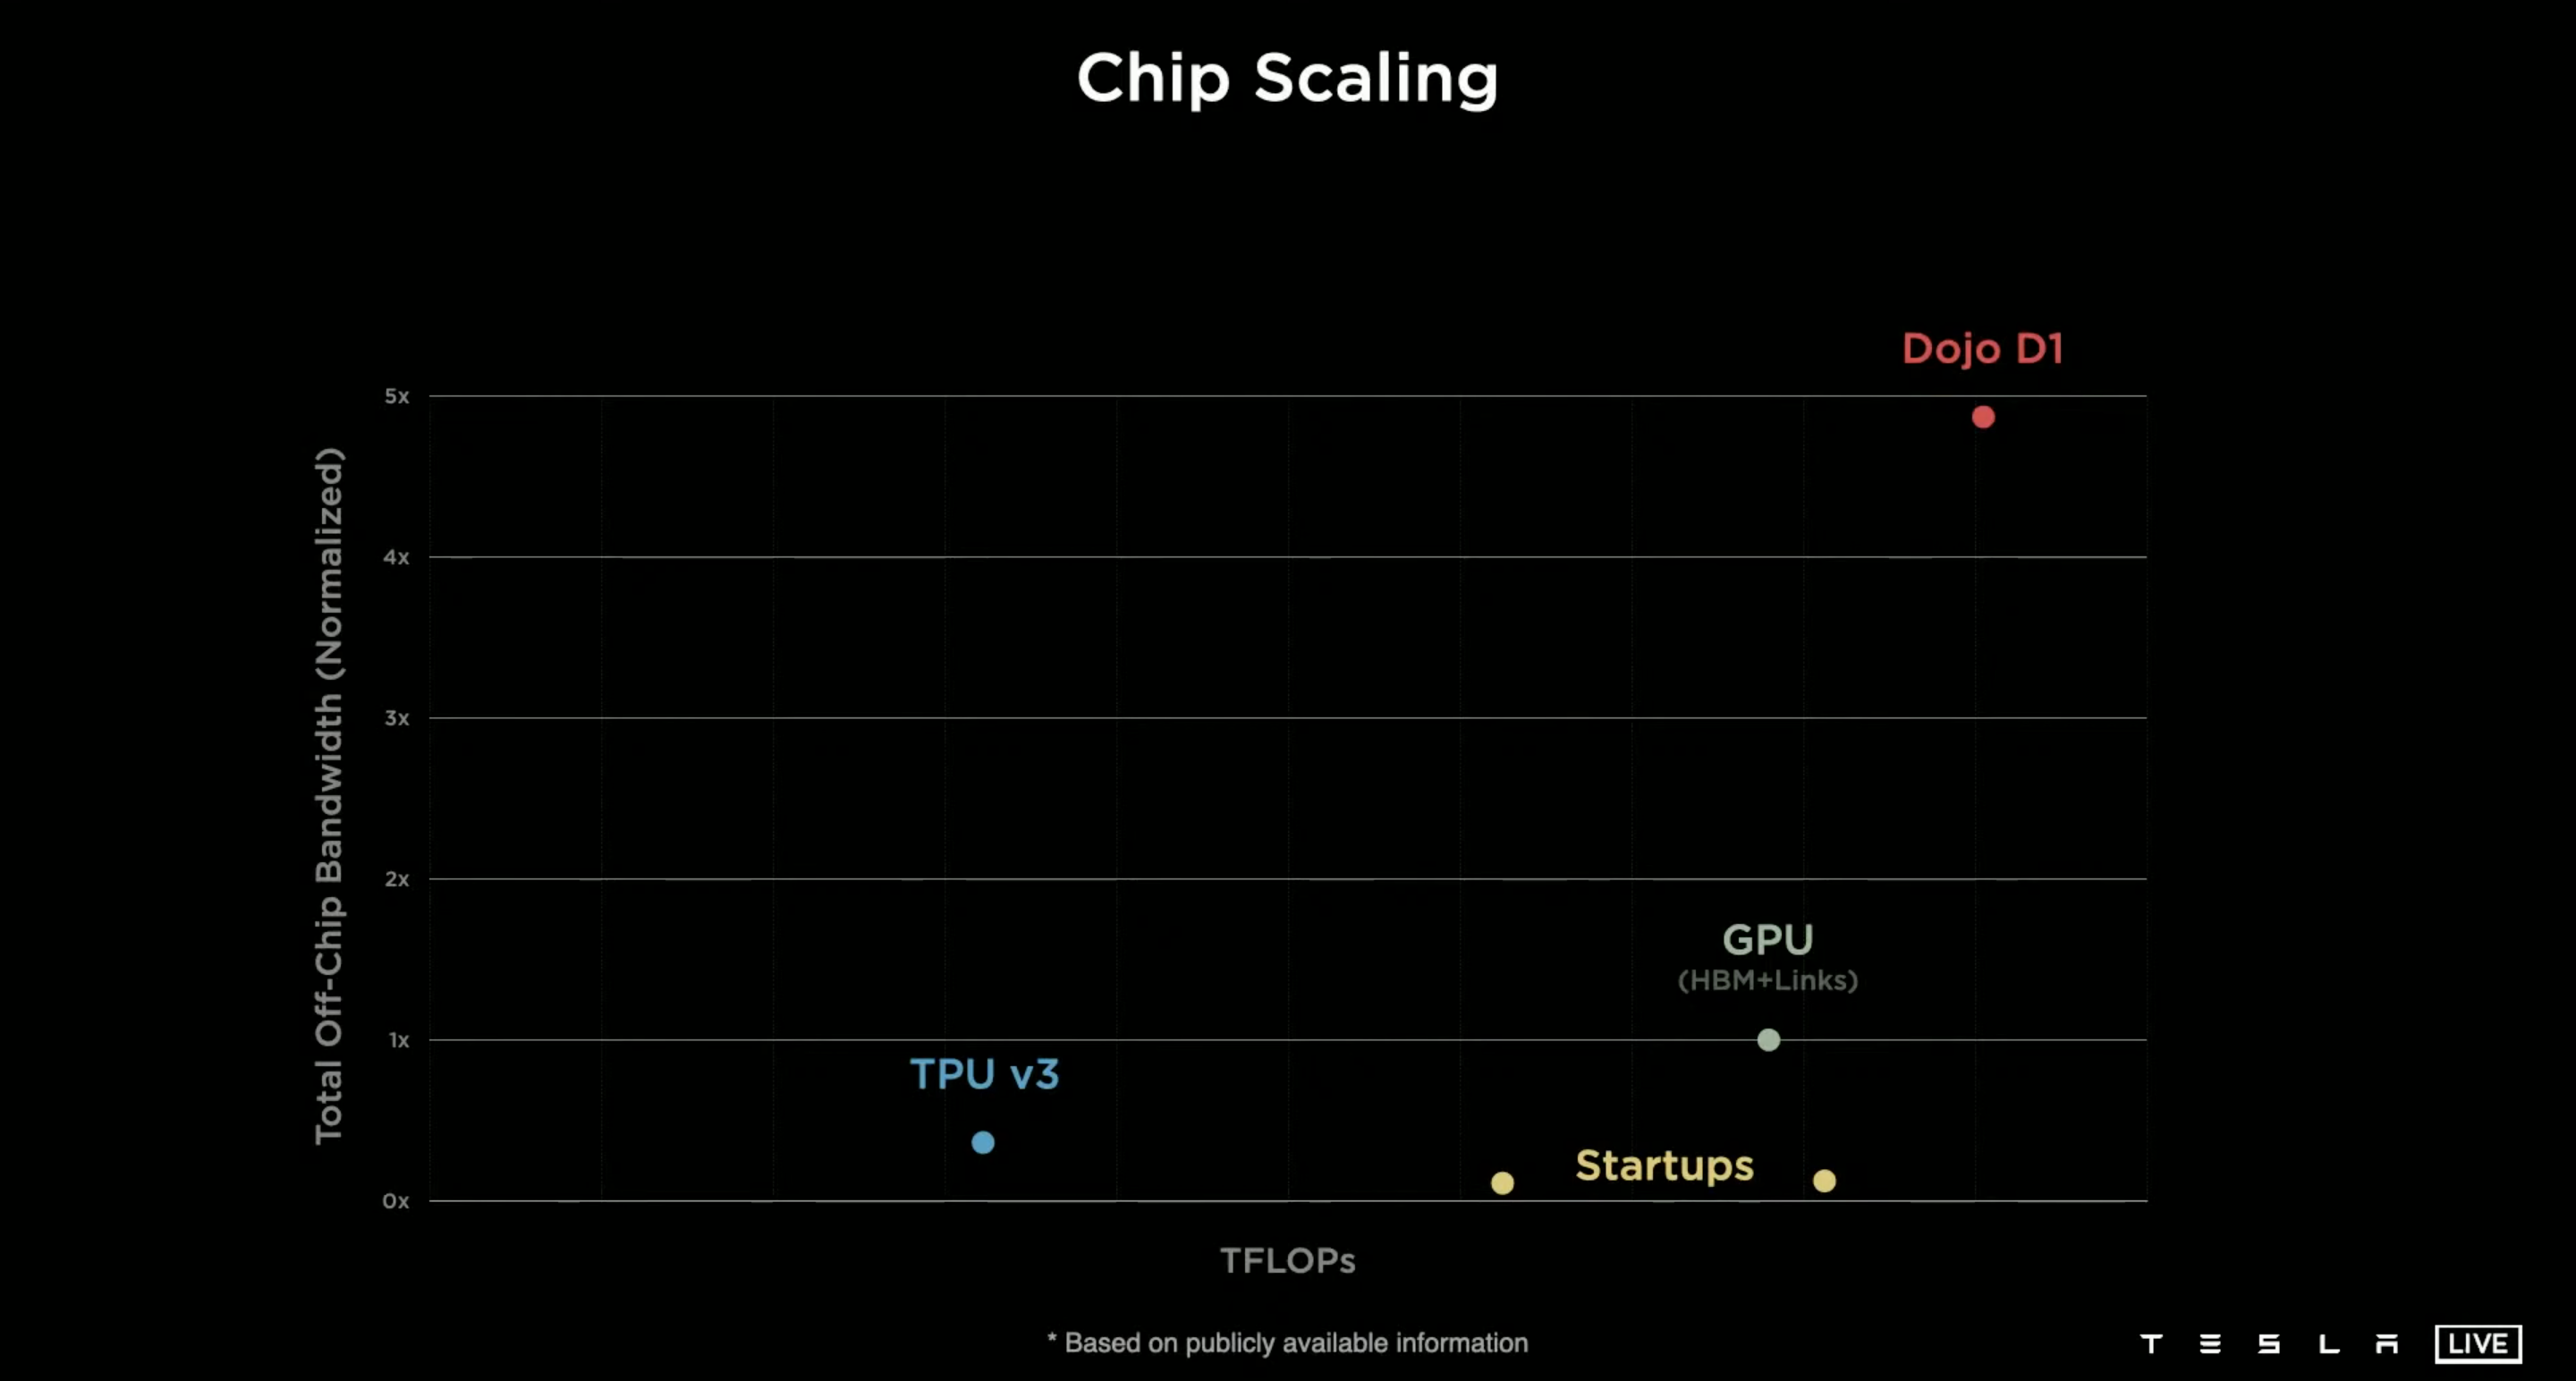 Chip Scaling
Dojo D1
5x
4x
3x
2x
1x
0x
Total Off-Chip Bandwidth (Normalized)
GPU
(HBM+Links)
TPU v3
Startups
TFLOPs
* Based on publicly available information
TESLA LIVE